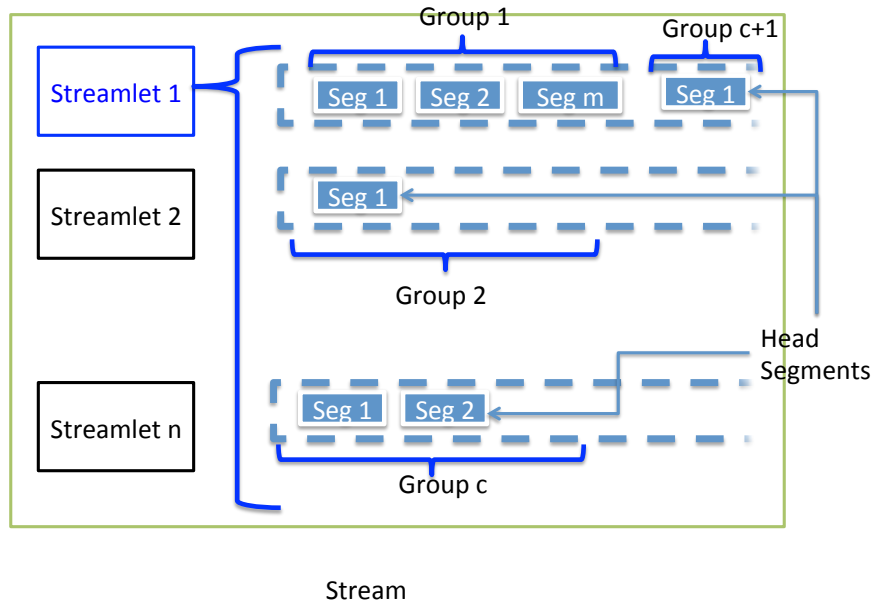 Group 1
Group c+1
Streamlet 1
Seg 1
Seg 2
Seg m
Seg 1
Streamlet 2
Seg 1
Group 2
Head
Segments
Streamlet n
Seg 1
Seg 2
Group c
Stream